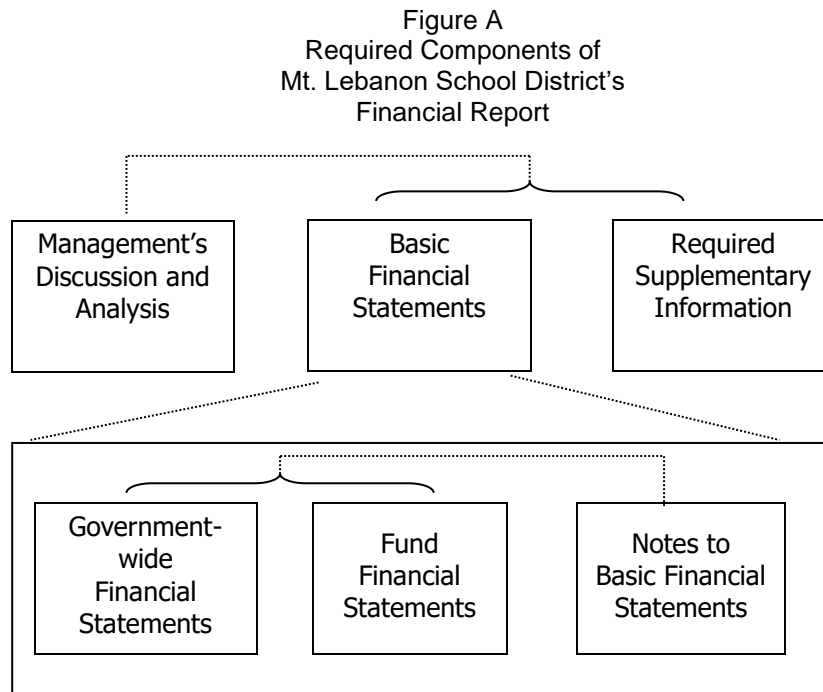 Figure A
Required Components of
Mt. Lebanon School District’s
Financial Report
Management’s
Discussion and
Analysis
Basic
Financial
Statements
Required
Supplementary
Information
Government-
wide
Financial
Statements
Fund
Financial
Statements
Notes to
Basic Financial
Statements